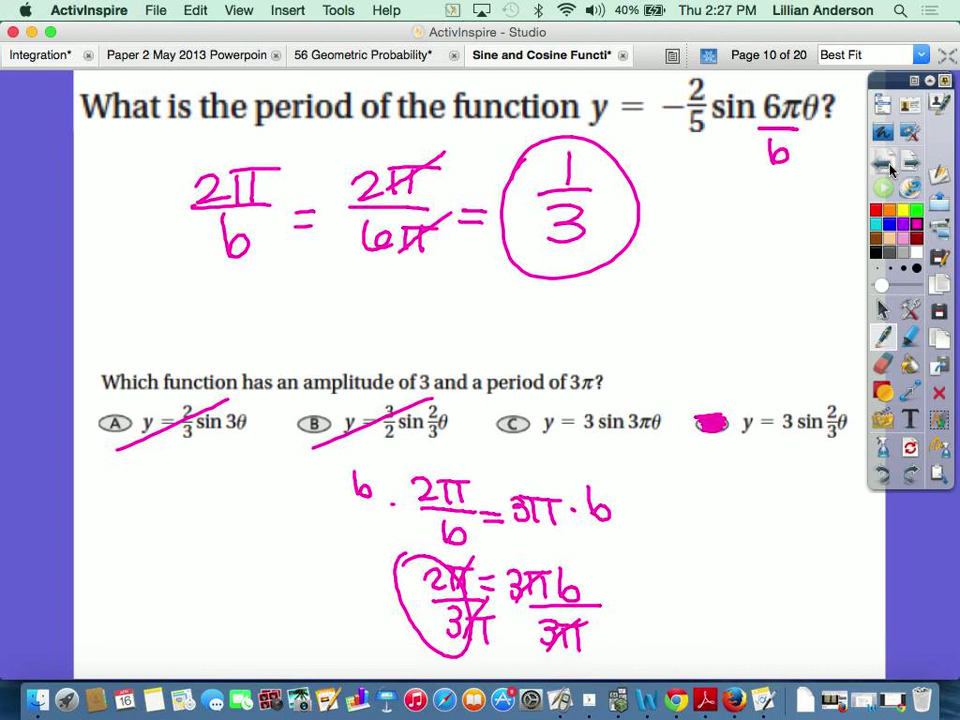 ActivInspire File Edit View Insert Tools Help 40% Thu 2:27 PM Lillian Anderson
ActivInspire - Studio
Integration* Paper 2 May 2013 Powerpoin 56 Geometric Probability* Sine and Cosine Functi* Page 10 of 20 Best Fit
What is the period of the function y = −2/5 sin 6πθ?
b
2π/b = 2π/6π = 1/3
Which function has an amplitude of 3 and a period of 3π?
A y = 2/3 sin 3θ B y = 3/2 sin 2/3 θ C y = 3 sin 3πθ y = 3 sin 2/3 θ
b · 2π/b = 3π · b
2π/3π = 3πb/3π